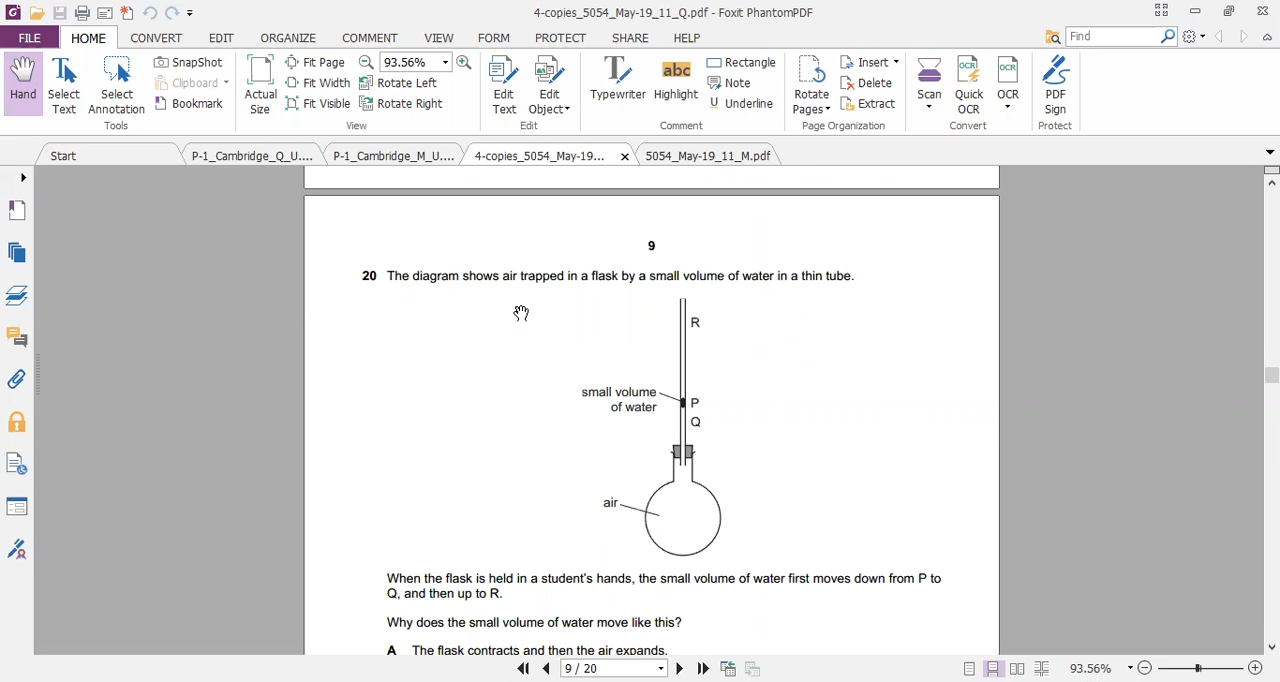 4-copies_5054_May-19_11_Q.pdf - Foxit PhantomPDF
FILE HOME CONVERT EDIT ORGANIZE COMMENT VIEW FORM PROTECT SHARE HELP Find
Hand
Select
Text
Select
Annotation
SnapShot
Clipboard
Bookmark
Tools
Actual
Size
Fit Page
Fit Width
Fit Visible
93.56%
Rotate Left
Rotate Right
View
Edit
Text
Edit
Object
Edit
Typewriter
abc
Highlight
Rectangle
Note
U Underline
Comment
Rotate
Pages
Insert
Delete
Extract
Page Organization
Scan
OCR
Quick
OCR
OCR
OCR
Convert
PDF
Sign
Protect
Start P-1_Cambridge_Q_U.... P-1_Cambridge_M_U.... 4-copies_5054_May-19... 5054_May-19_11_M.pdf
9
20 The diagram shows air trapped in a flask by a small volume of water in a thin tube.
R
small volume
of water
P
Q
air
When the flask is held in a student's hands, the small volume of water first moves down from P to
Q, and then up to R.
Why does the small volume of water move like this?
A The flask contracts and then the air expands.
9 / 20 93.56%